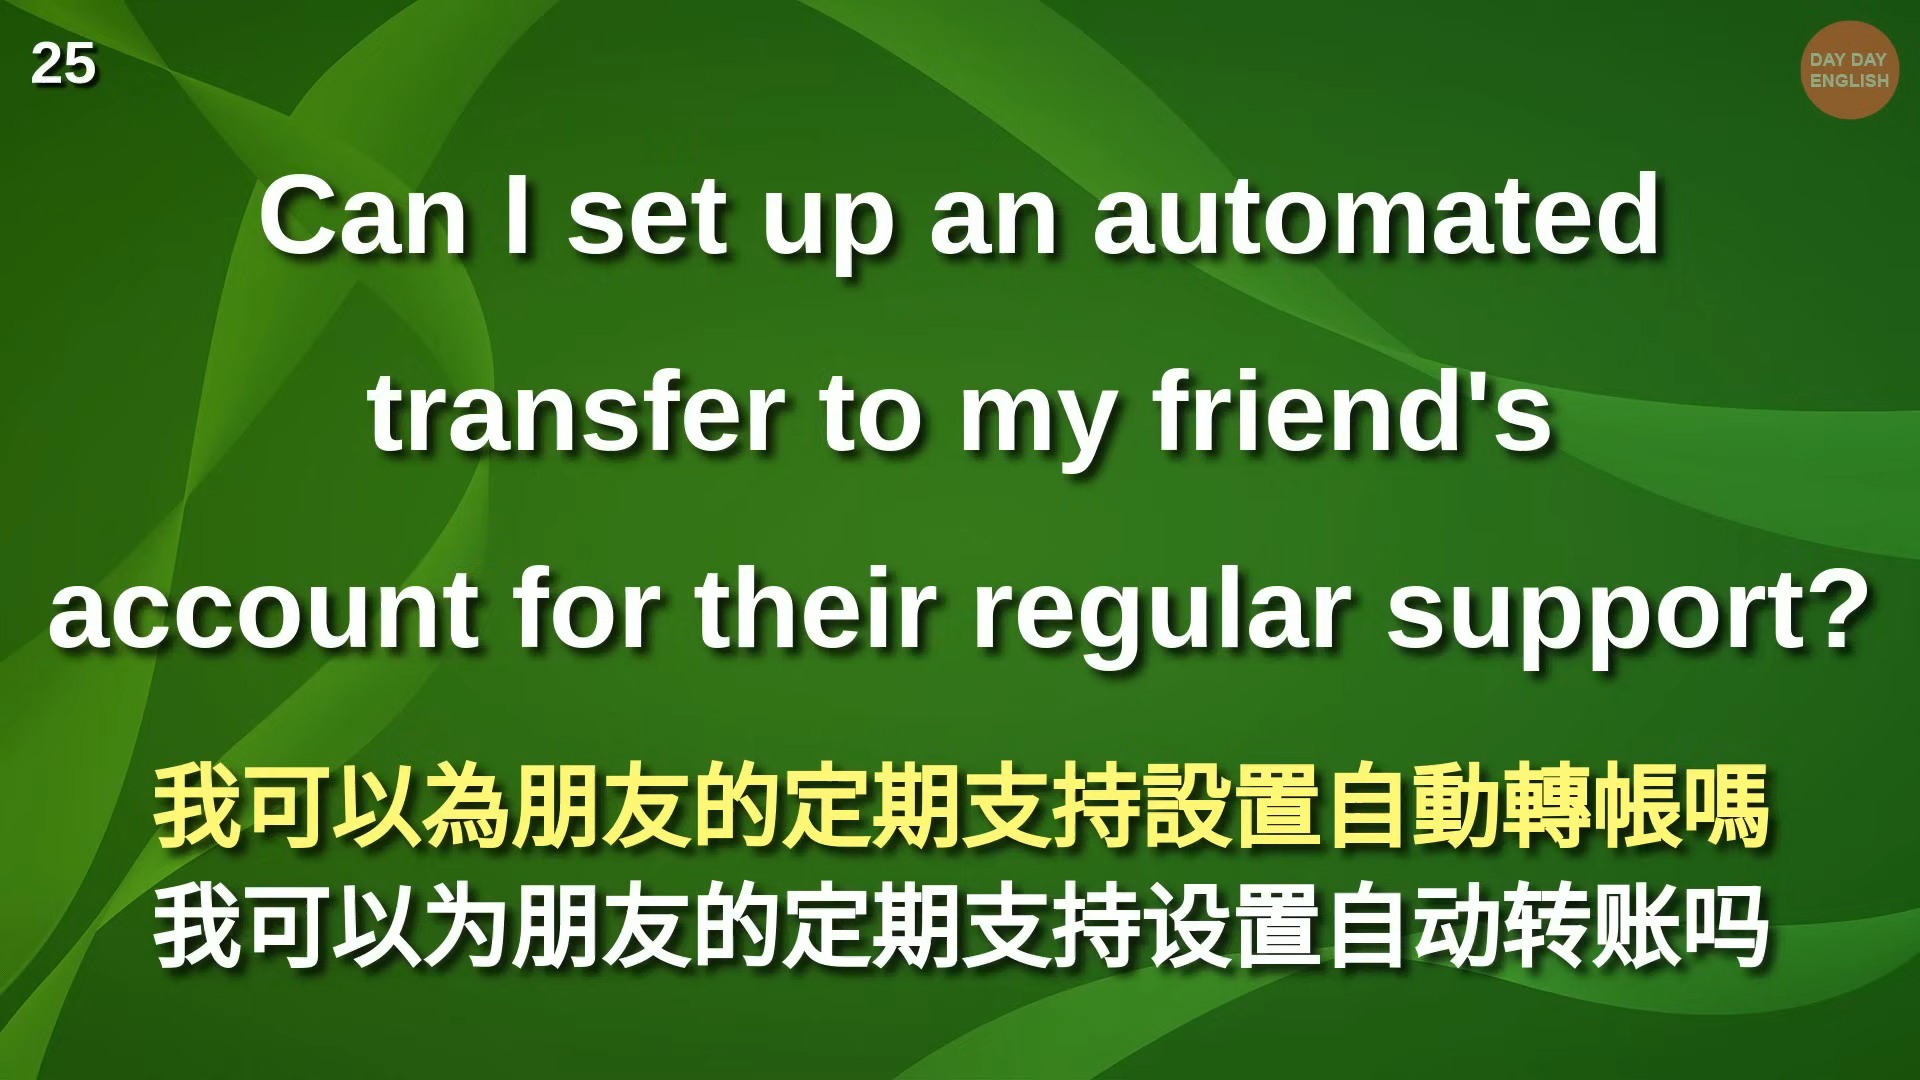 25
DAY DAY
ENGLISH
Can I set up an automated
transfer to my friend's
account for their regular support?
我可以為朋友的定期支持設置自動轉帳嗎
我可以为朋友的定期支持设置自动转账吗